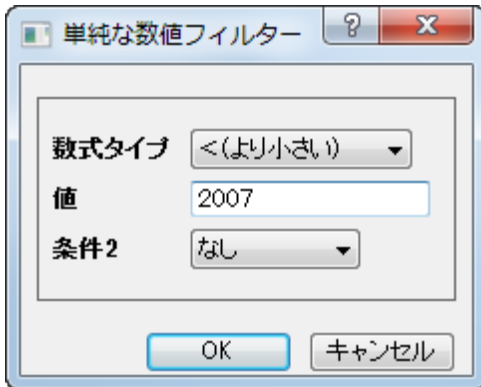 単純な数値フィルター
数式タイプ <(より小さい)
値 2007
条件2 なし
OK キャンセル